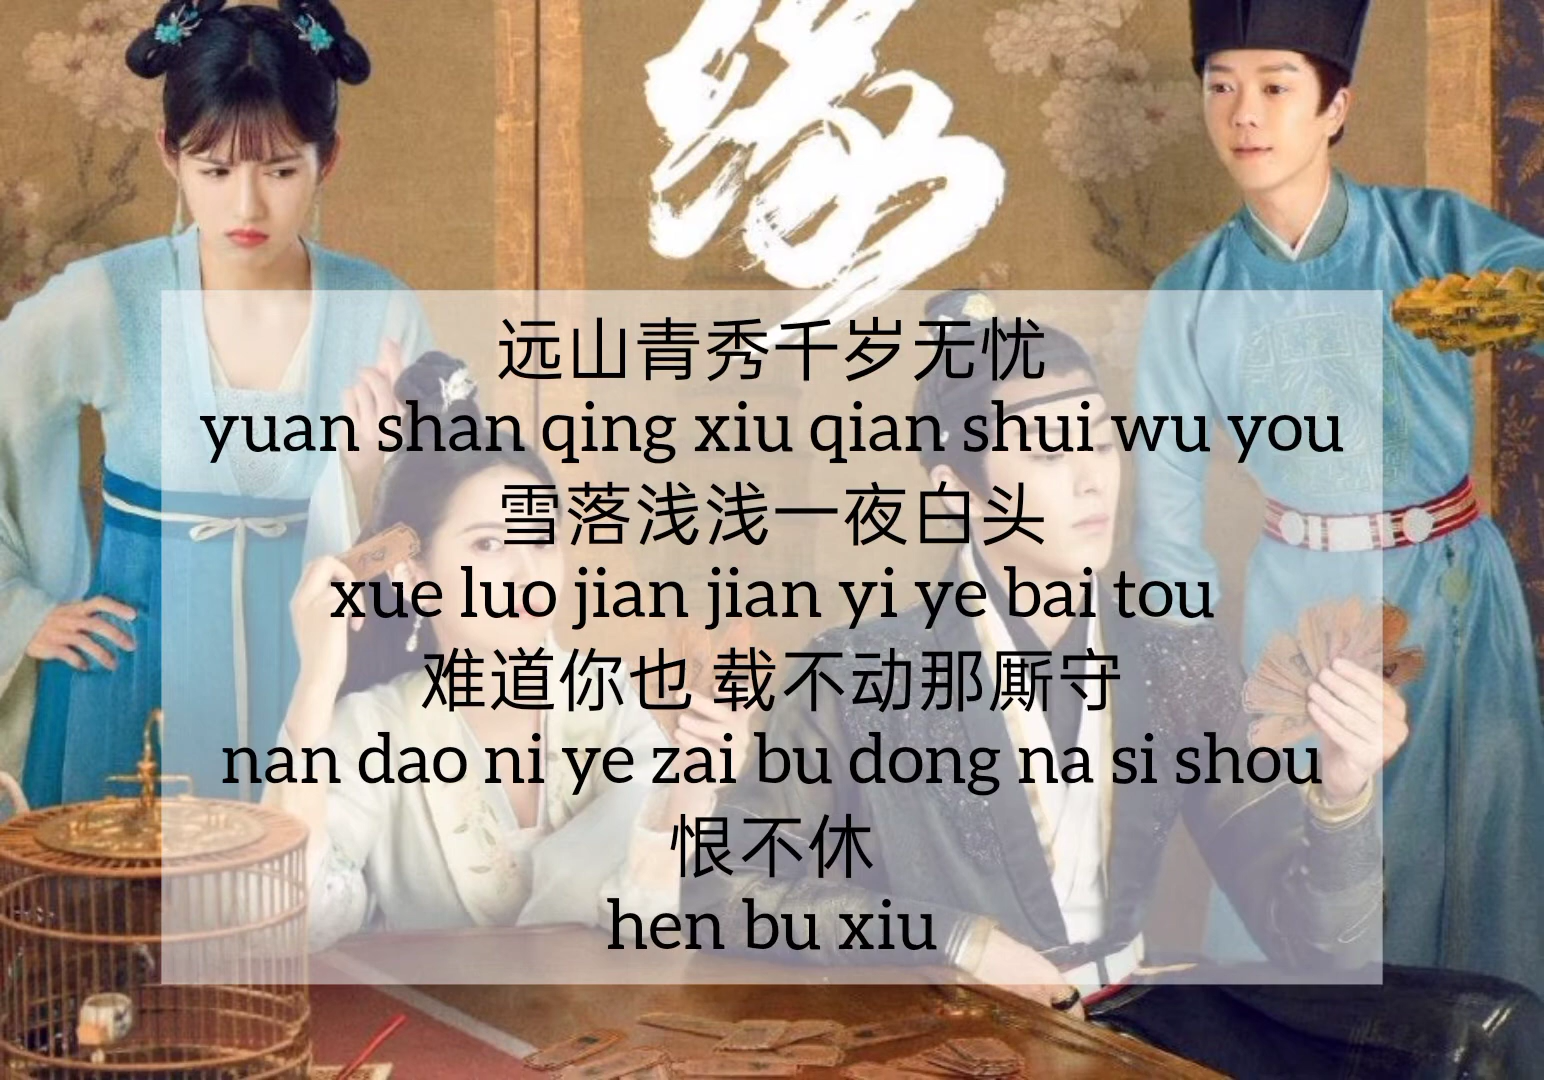 缘
远山青秀千岁无忧
yuan shan qing xiu qian shui wu you
雪落浅浅一夜白头
xue luo jian jian yi ye bai tou
难道你也 载不动那厮守
nan dao ni ye zai bu dong na si shou
恨不休
hen bu xiu